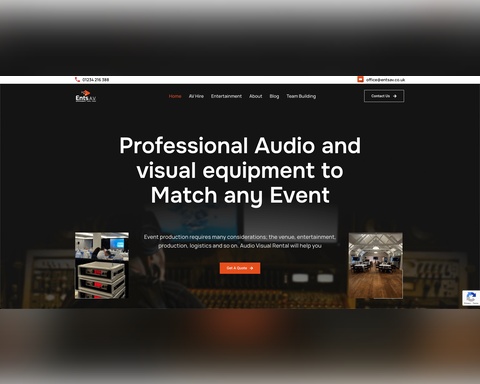 01234 216 388
office@entsav.co.uk
EntsAV
Home
AV Hire
Entertainment
About
Blog
Team Building
Contact Us
Professional Audio and
visual equipment to
Match any Event
Event production requires many considerations; the venue, entertainment,
production, logistics and so on. Audio Visual Rental will help you
Get A Quote